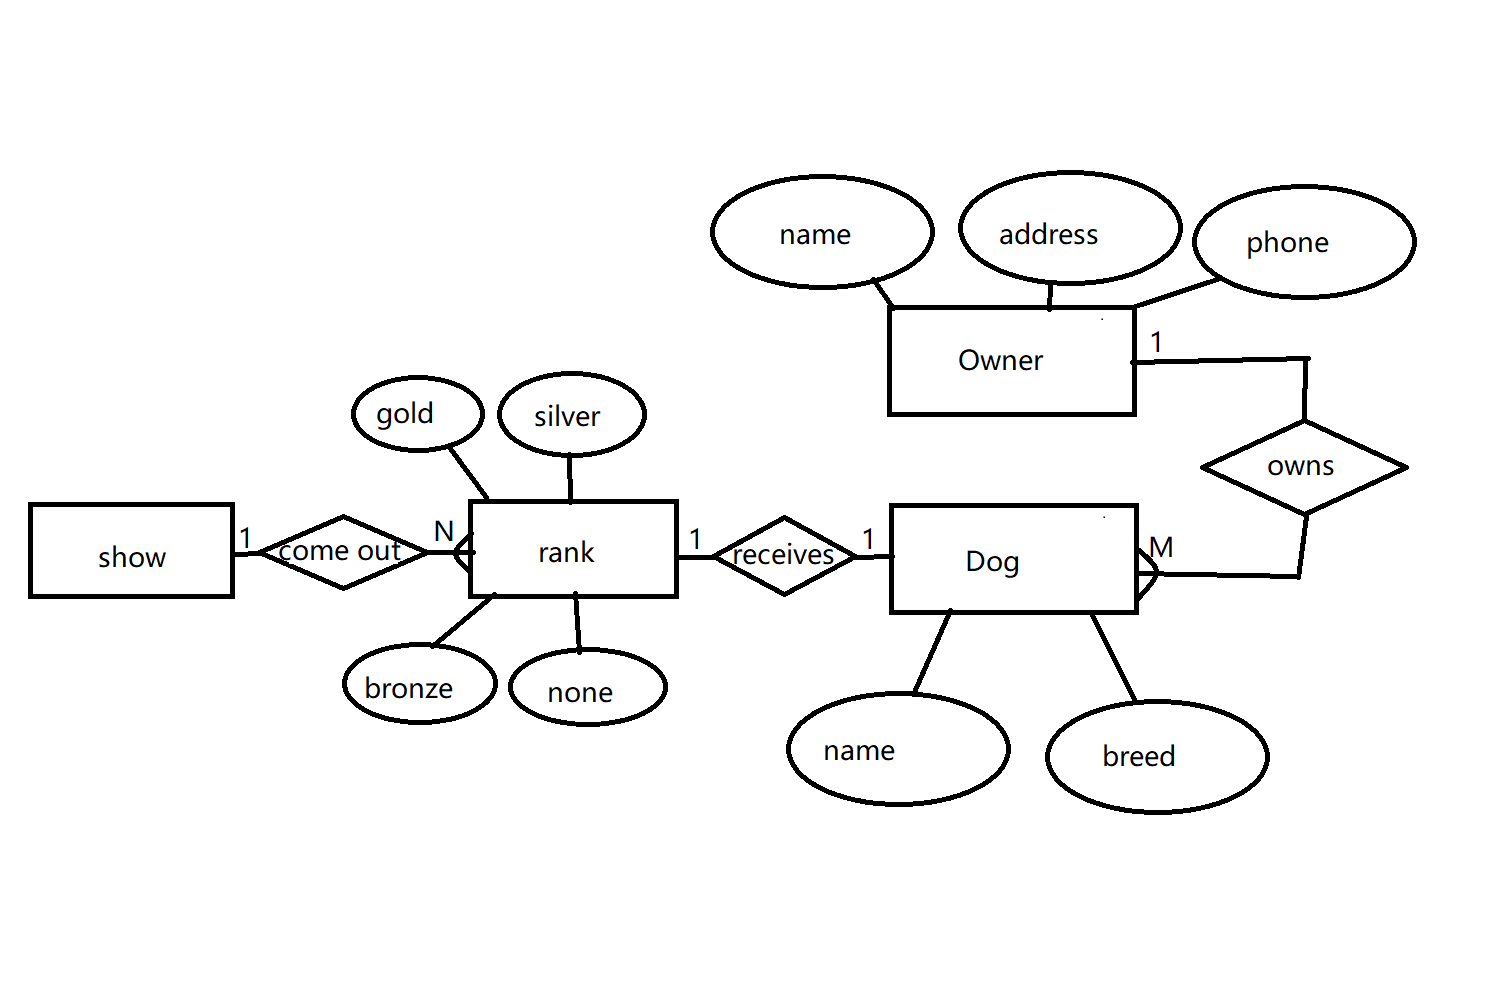 name
address
phone
Owner
1
owns
gold
silver
show
1
come out
N
rank
1
receives
1
Dog
M
bronze
none
name
breed